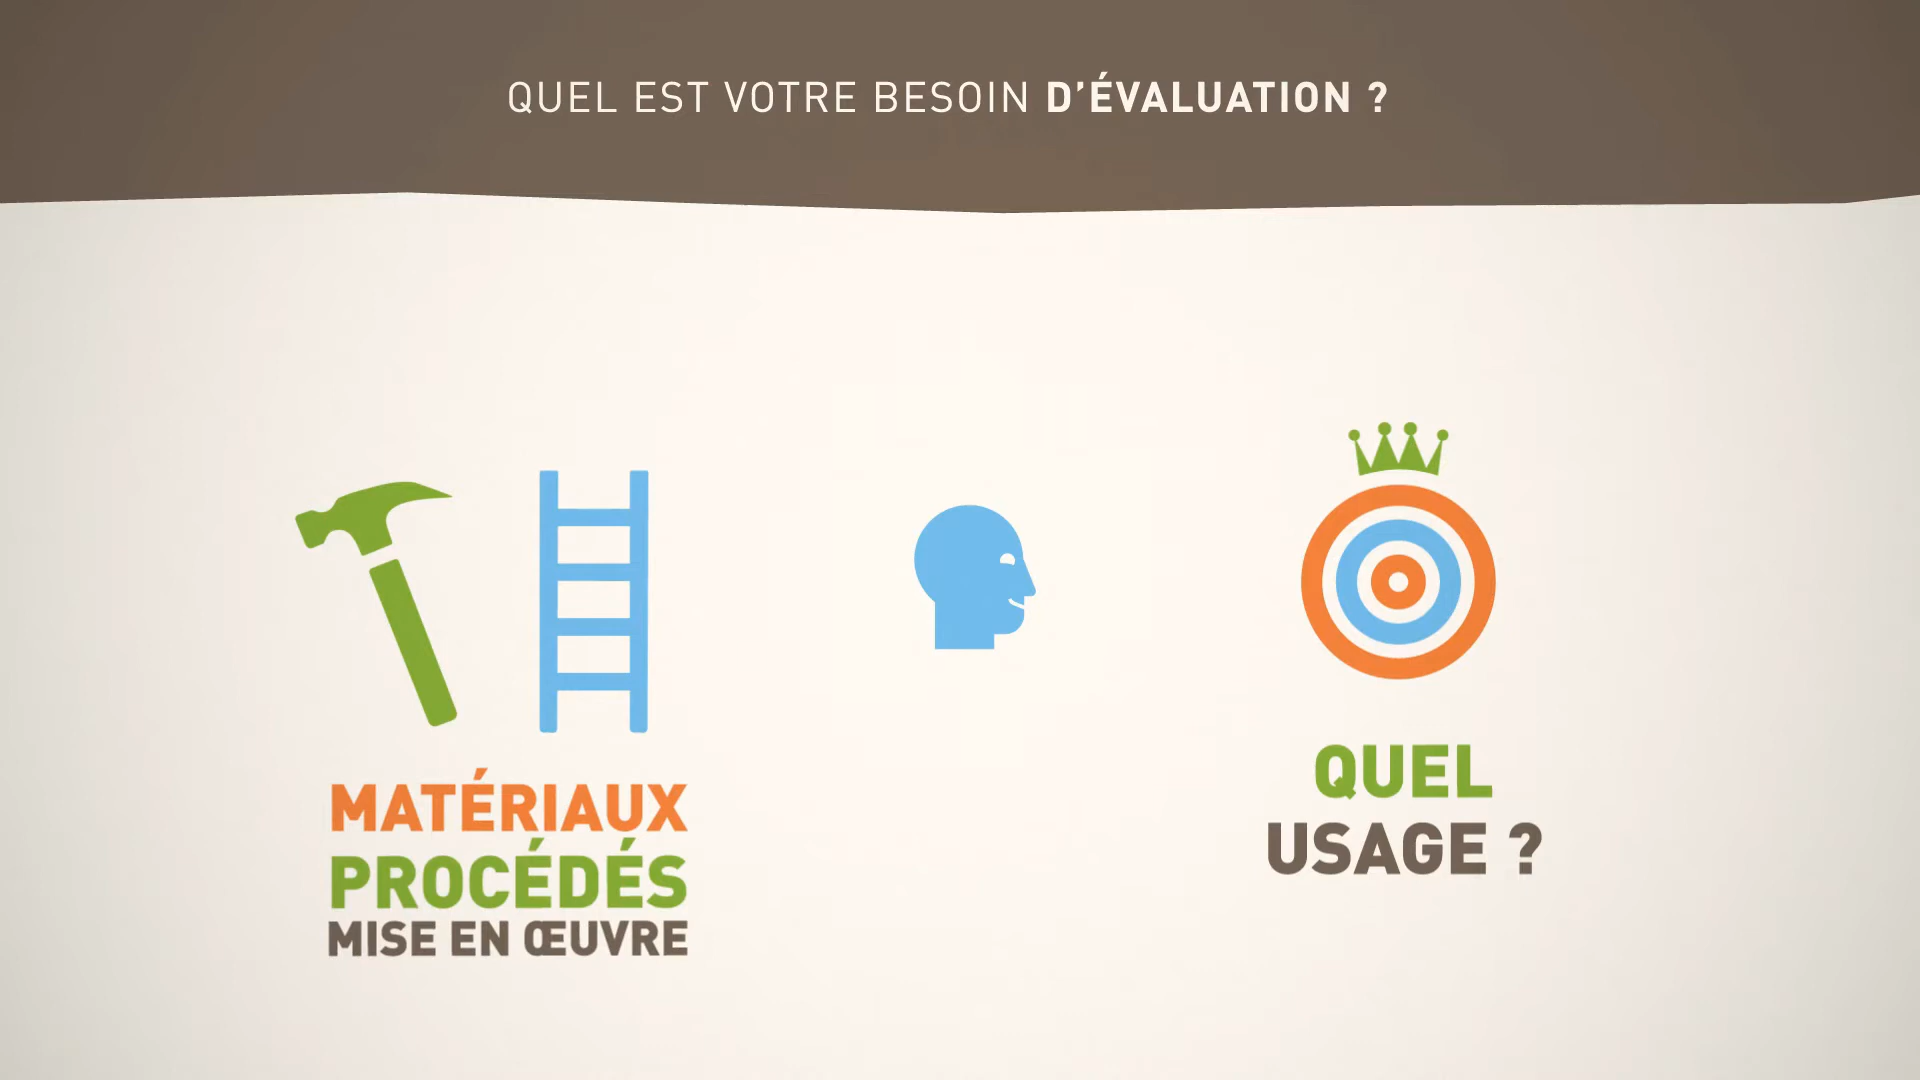 QUEL EST VOTRE BESOIN D’ÉVALUATION ?
MATÉRIAUX
PROCÉDÉS
MISE EN ŒUVRE
QUEL
USAGE ?